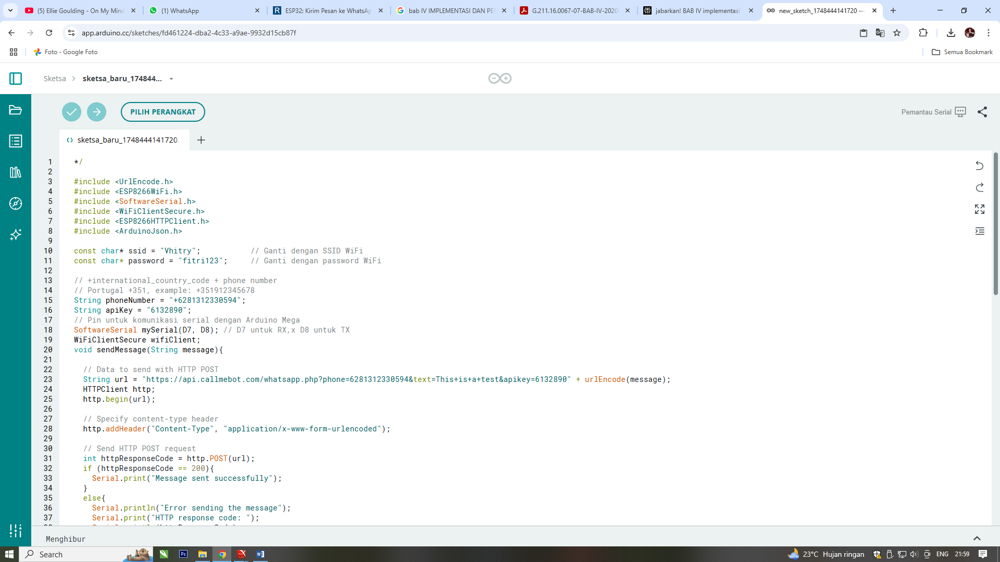 (5) Ellie Goulding - On My Mind
(1) WhatsApp
ESP32: Kirim Pesan ke WhatsAp
bab IV IMPLEMENTASI DAN PE
G.211.16.0067-07-BAB-IV-2020
jabarkan! BAB IV implementasi
new_sketch_1748444141720 —
app.arduino.cc/sketches/fd461224-dba2-4c33-a9ae-9932d15cb87f
Foto - Google Foto
Semua Bookmark
Sketsa > sketsa_baru_174844...
PILIH PERANGKAT
Pemantau Serial
sketsa_baru_1748444141720.
1 */
2
3 #include <UrlEncode.h>
4 #include <ESP8266WiFi.h>
5 #include <SoftwareSerial.h>
6 #include <WiFiClientSecure.h>
7 #include <ESP8266HTTPClient.h>
8 #include <ArduinoJson.h>
9
10 const char* ssid = "Vhitry"; // Ganti dengan SSID WiFi
11 const char* password = "fitri123"; // Ganti dengan password WiFi
12
13 // +international_country_code + phone number
14 // Portugal +351, example: +351912345678
15 String phoneNumber = "+6281312330594";
16 String apiKey = "6132890";
17 // Pin untuk komunikasi serial dengan Arduino Mega
18 SoftwareSerial mySerial(D7, D8); // D7 untuk RX,x D8 untuk TX
19 WiFiClientSecure wifiClient;
20 void sendMessage(String message){
21
22 // Data to send with HTTP POST
23 String url = "https://api.callmebot.com/whatsapp.php?phone=6281312330594&text=This+is+a+test&apikey=6132890" + urlEncode(message);
24 HTTPClient http;
25 http.begin(url);
26
27 // Specify content-type header
28 http.addHeader("Content-Type", "application/x-www-form-urlencoded");
29
30 // Send HTTP POST request
31 int httpResponseCode = http.POST(url);
32 if (httpResponseCode == 200){
33 Serial.print("Message sent successfully");
34 }
35 else{
36 Serial.println("Error sending the message");
37 Serial.print("HTTP response code: ");
Menghibur
Search
23°C Hujan ringan
ENG
21:59